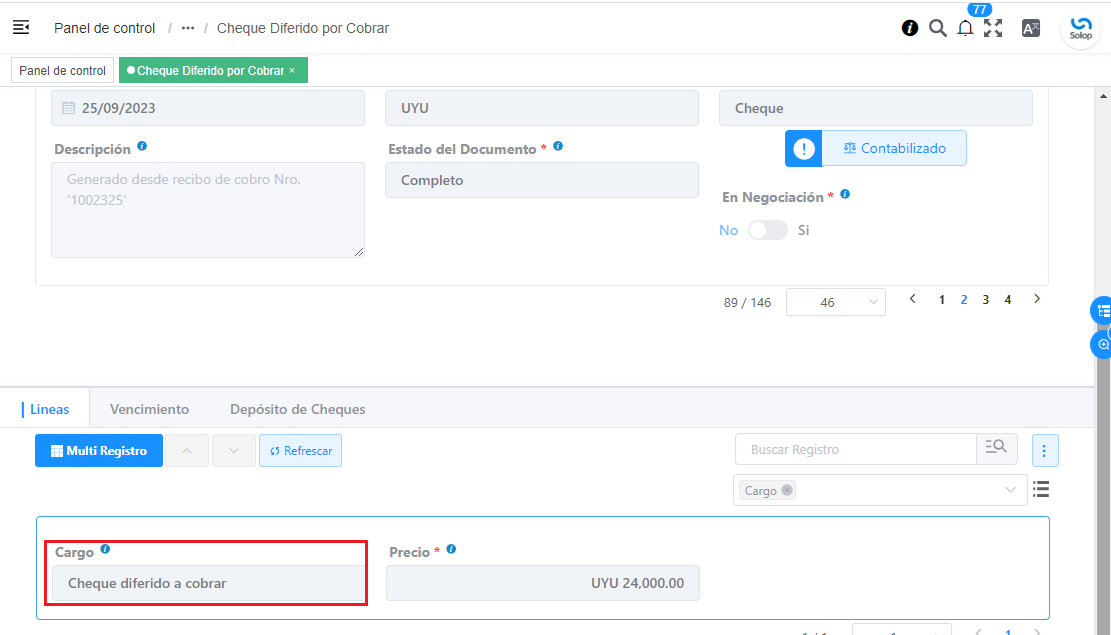 Panel de control / ••• / Cheque Diferido por Cobrar
77
Solop
Panel de control
Cheque Diferido por Cobrar ×
25/09/2023
UYU
Cheque
Descripción
Estado del Documento *
Contabilizado
Generado desde recibo de cobro Nro.
'1002325'
Completo
En Negociación *
No
Si
89 / 146
46
1 2 3 4
Lineas
Vencimiento
Depósito de Cheques
Multi Registro
Refrescar
Buscar Registro
Cargo
Cargo
Precio *
Cheque diferido a cobrar
UYU 24,000.00